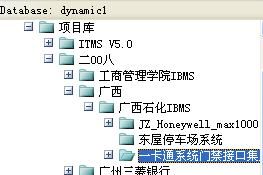 Database: dynamic1
项目库
ITMS V5.0
二00八
工商管理学院IBMS
广西
广西石化IBMS
JZ_Honeywell_max1000
东屋停车场系统
一卡通系统门禁接口集
广州三菱银行